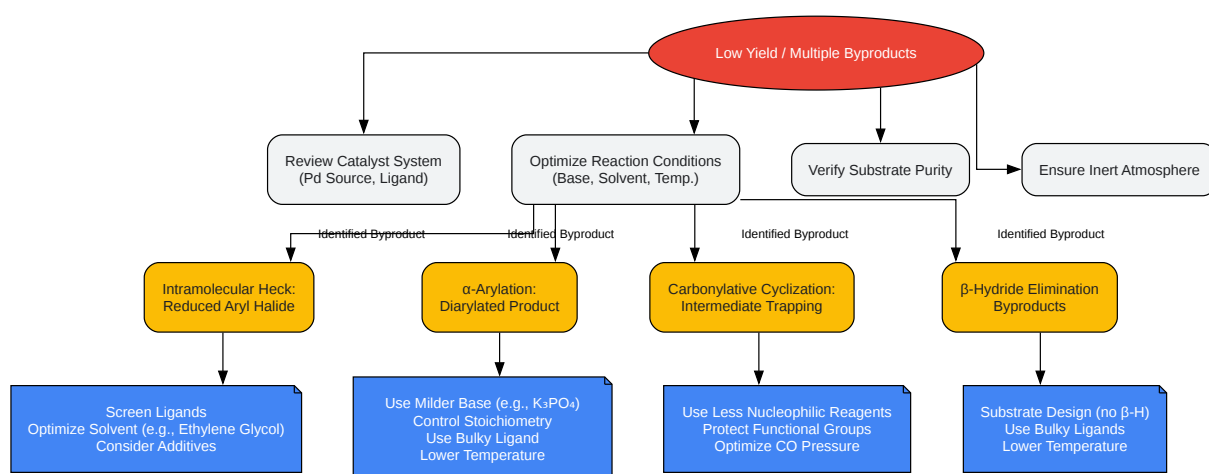 Low Yield / Multiple Byproducts
Review Catalyst System
(Pd Source, Ligand)
Optimize Reaction Conditions
(Base, Solvent, Temp.)
Verify Substrate Purity
Ensure Inert Atmosphere
Identified Byproduct
Identified Byproduct
Identified Byproduct
Identified Byproduct
Intramolecular Heck:
Reduced Aryl Halide
α-Arylation:
Diarylated Product
Carbonylative Cyclization:
Intermediate Trapping
β-Hydride Elimination
Byproducts
Screen Ligands
Optimize Solvent (e.g., Ethylene Glycol)
Consider Additives
Use Milder Base (e.g., K₃PO₄)
Control Stoichiometry
Use Bulky Ligand
Lower Temperature
Use Less Nucleophilic Reagents
Protect Functional Groups
Optimize CO Pressure
Substrate Design (no β-H)
Use Bulky Ligands
Lower Temperature